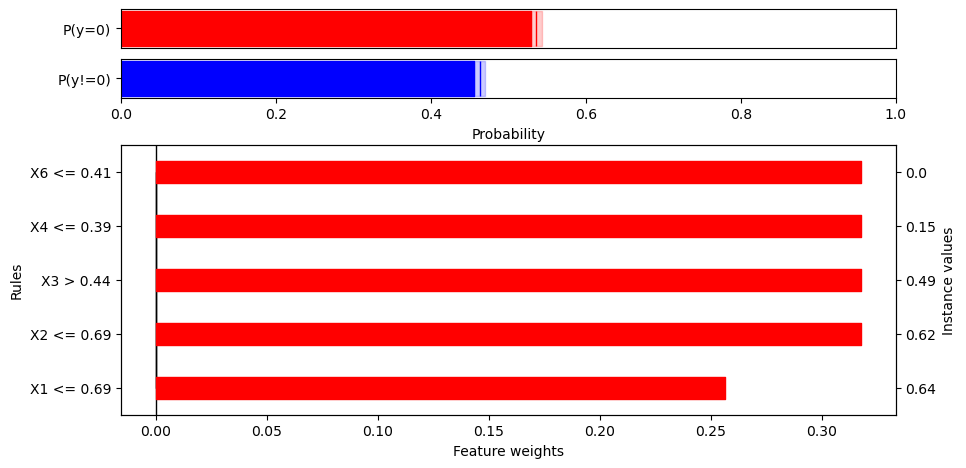 P(y=0)
P(y!=0)
0.0 0.2 0.4 0.6 0.8 1.0
Probability
X6 <= 0.41 0.0
X4 <= 0.39 0.15
X3 > 0.44 0.49
X2 <= 0.69 0.62
X1 <= 0.69 0.64
Rules
Instance values
0.00 0.05 0.10 0.15 0.20 0.25 0.30
Feature weights